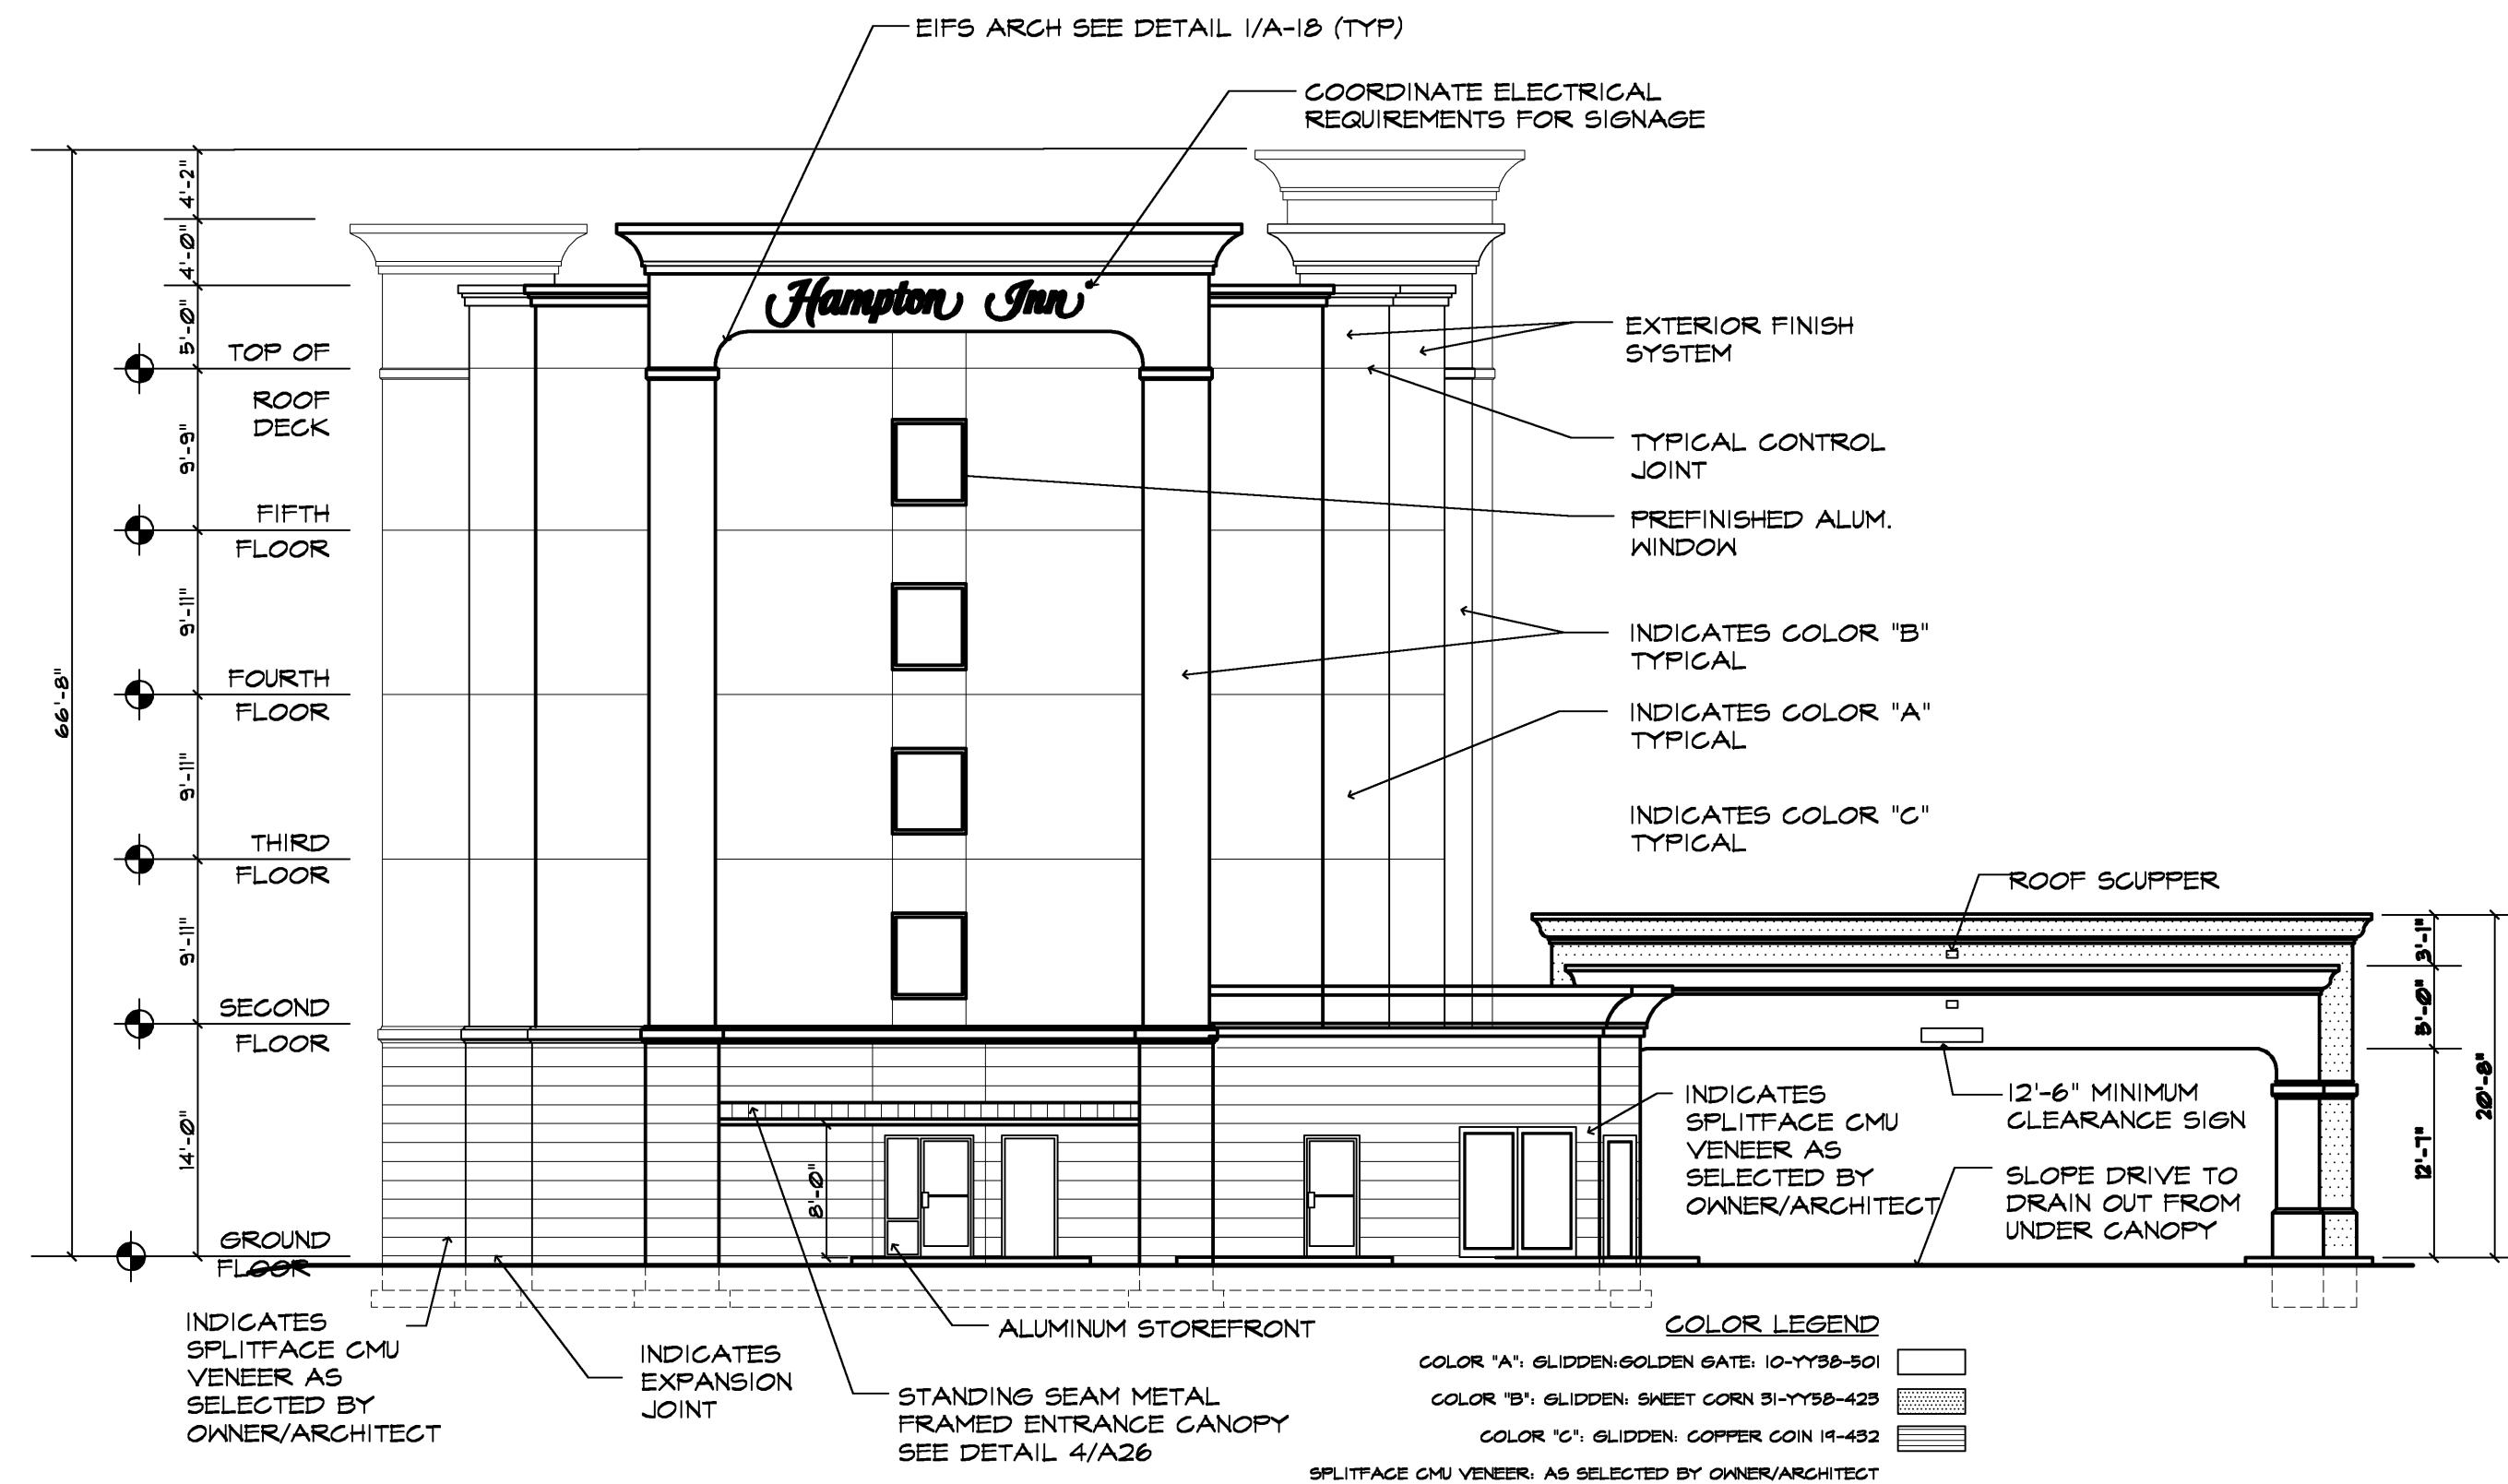 EIFS ARCH SEE DETAIL 1/A-18 (TYP)
COORDINATE ELECTRICAL
REQUIREMENTS FOR SIGNAGE
66'-8"
4'-2"
4'-0"
5'-0"
9'-9"
9'-11"
9'-11"
9'-11"
14'-0"
TOP OF
ROOF
DECK
FIFTH
FLOOR
FOURTH
FLOOR
THIRD
FLOOR
SECOND
FLOOR
GROUND
FLOOR
Hampton Inn
EXTERIOR FINISH
SYSTEM
TYPICAL CONTROL
JOINT
PREFINISHED ALUM.
WINDOW
INDICATES COLOR "B"
TYPICAL
INDICATES COLOR "A"
TYPICAL
INDICATES COLOR "C"
TYPICAL
ROOF SCUPPER
3'-1"
5'-0"
12'-7"
20'-8"
12'-6" MINIMUM
CLEARANCE SIGN
SLOPE DRIVE TO
DRAIN OUT FROM
UNDER CANOPY
INDICATES
SPLITFACE CMU
VENEER AS
SELECTED BY
OWNER/ARCHITECT
8'-0"
INDICATES
SPLITFACE CMU
VENEER AS
SELECTED BY
OWNER/ARCHITECT
INDICATES
EXPANSION
JOINT
ALUMINUM STOREFRONT
STANDING SEAM METAL
FRAMED ENTRANCE CANOPY
SEE DETAIL 4/A26
COLOR LEGEND
COLOR "A": GLIDDEN:GOLDEN GATE: 10-YY38-501
COLOR "B": GLIDDEN: SWEET CORN 31-YY58-423
COLOR "C": GLIDDEN: COPPER COIN 19-432
SPLITFACE CMU VENEER: AS SELECTED BY OWNER/ARCHITECT